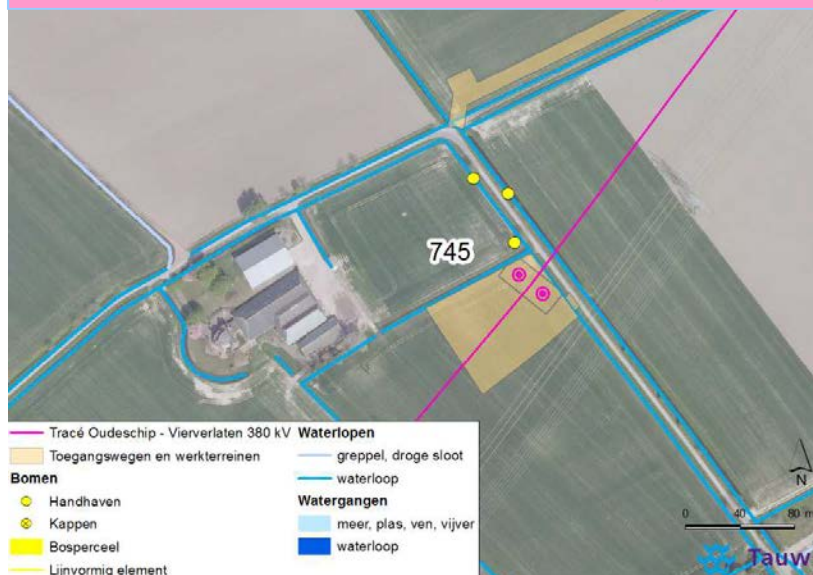 745
Tracé Oudeschip - Vierverlaten 380 kV
Toegangswegen en werkterreinen
Bomen
Handhaven
Kappen
Bosperceel
Lijnvormig element
Waterlopen
greppel, droge sloot
waterloop
Watergangen
meer, plas, ven, vijver
waterloop
N
0 40 80 m
Tauw